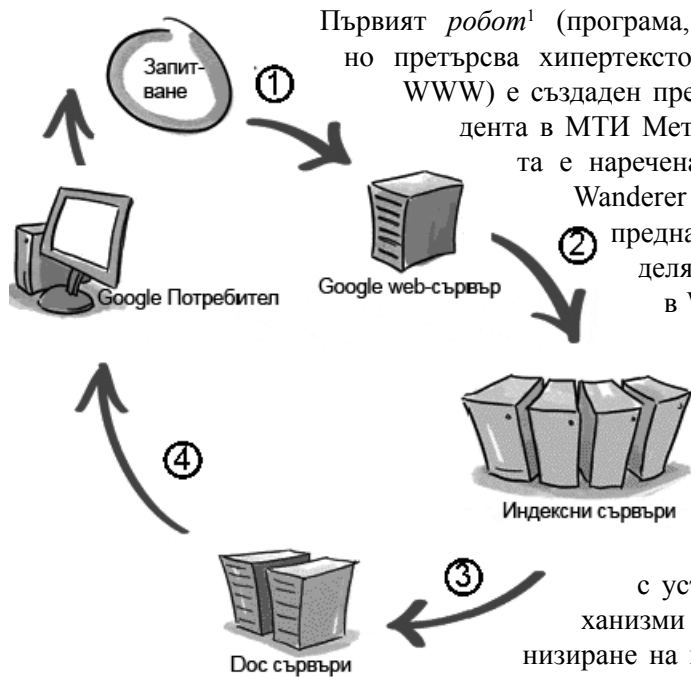 Първият робот¹ (програма,
но претърсва хипертексто
WWW) е създаден пре
дента в МТИ Мет
та е наречена
Wanderer
предна
деля
в
Запит-
ване
1
2
Google Потребител
Google web-сървър
Индексни сървъри
4
3
Doc сървъри
с уст
ханизми
низиране на